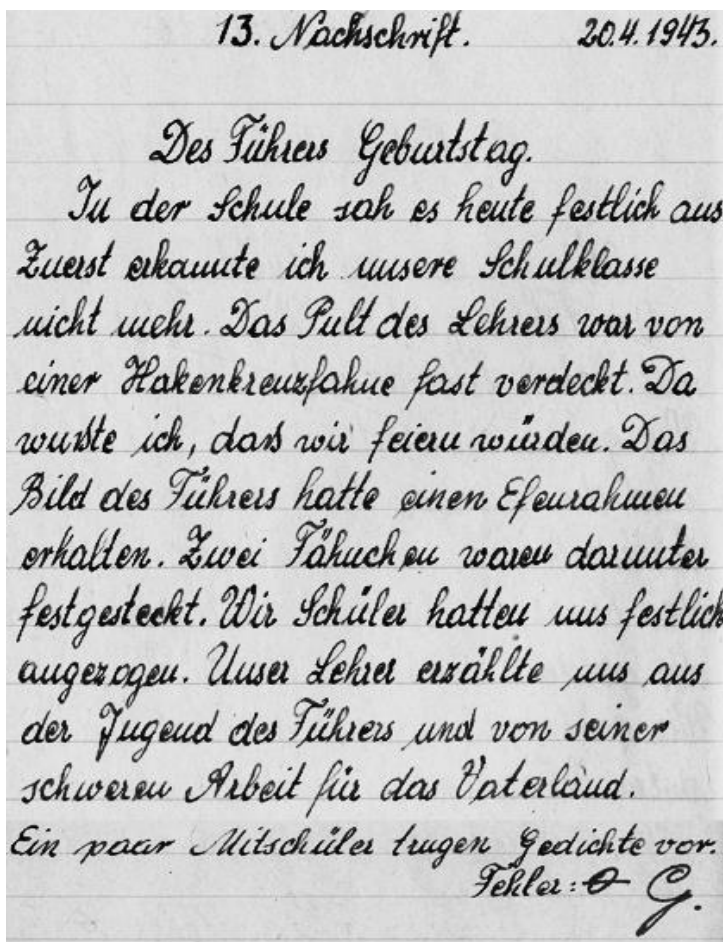 13. Nachschrift. 20.4.1943.
Des Führers Geburtstag.
In der Schule sah es heute festlich aus
Zuerst erkannte ich unsere Schulklasse
nicht mehr. Das Pult des Lehrers war von
einer Hakenkreuzfahne fast verdeckt. Da
wußte ich, daß wir feiern würden. Das
Bild des Führers hatte einen Efeurahmen
erhalten. Zwei Fähnchen waren darunter
festgesteckt. Wir Schüler hatten uns festlich
angezogen. Unser Lehrer erzählte uns aus
der Jugend des Führers und von seiner
schweren Arbeit für das Vaterland.
Ein paar Mitschüler trugen Gedichte vor.
Fehler: 0 G.